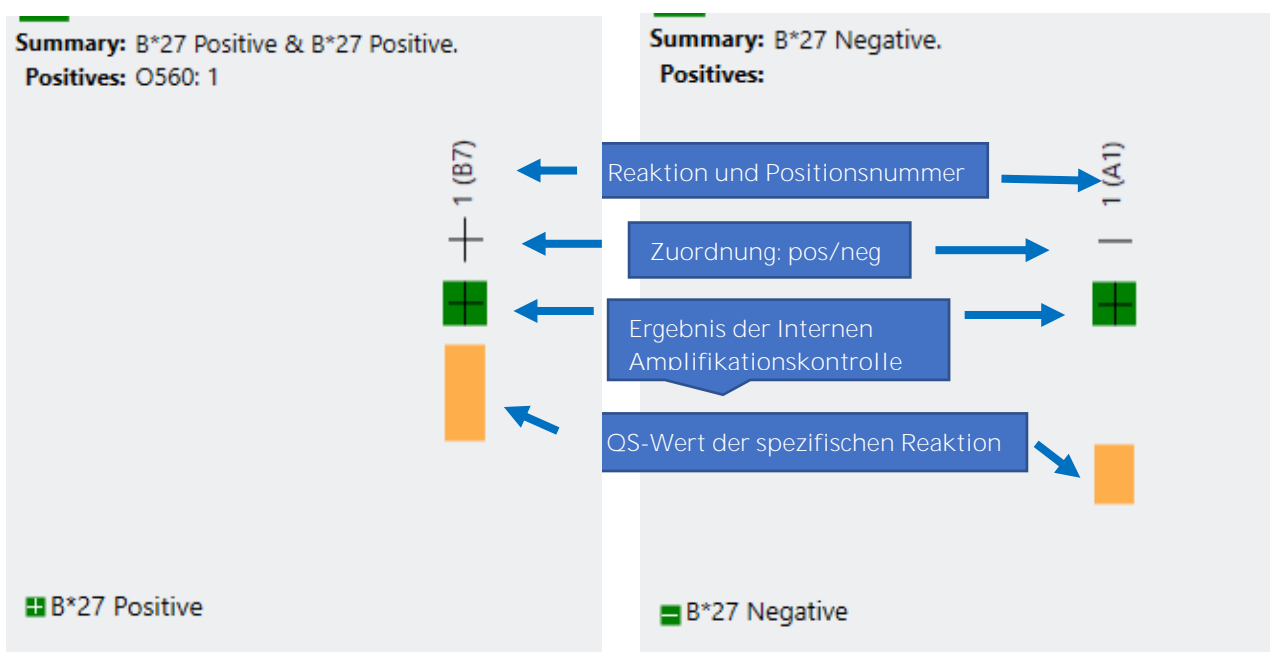 Summary: B*27 Positive & B*27 Positive.
Positives: O560: 1
1 (B7)
B*27 Positive
Reaktion und Positionsnummer
Zuordnung: pos/neg
Ergebnis der Internen
Amplifikationskontrolle
QS-Wert der spezifischen Reaktion
Summary: B*27 Negative.
Positives:
1 (A1)
B*27 Negative